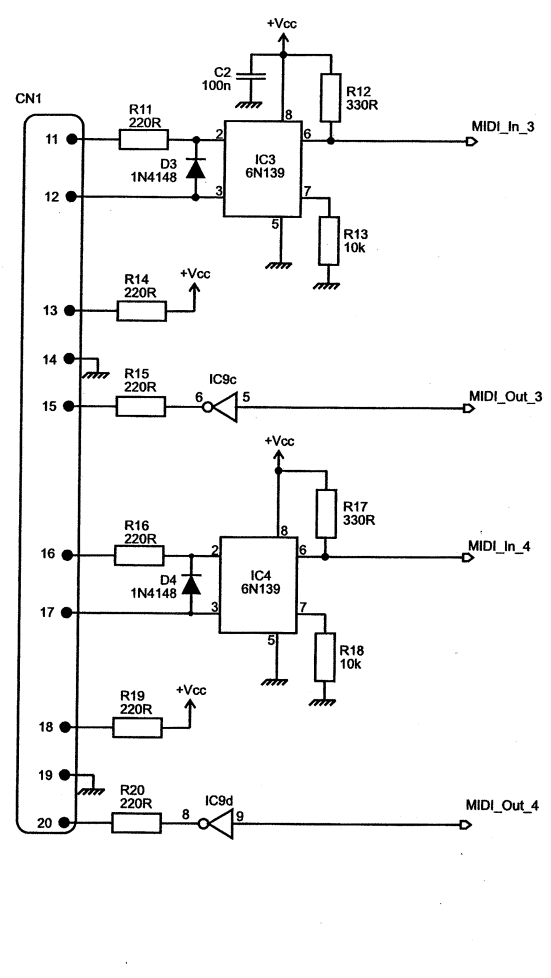 +Vcc
C2
100n
R12
330R
CN1
R11
220R
8
MIDI_In_3
11
2
6
D3
1N4148
IC3
6N139
12
3
7
5
R13
10k
R14
220R
+Vcc
13
14
R15
220R
IC9c
6
5
MIDI_Out_3
15
+Vcc
R17
330R
R16
220R
8
MIDI_In_4
16
2
6
D4
1N4148
IC4
6N139
17
3
7
5
R18
10k
R19
220R
+Vcc
18
19
R20
220R
IC9d
8
9
MIDI_Out_4
20